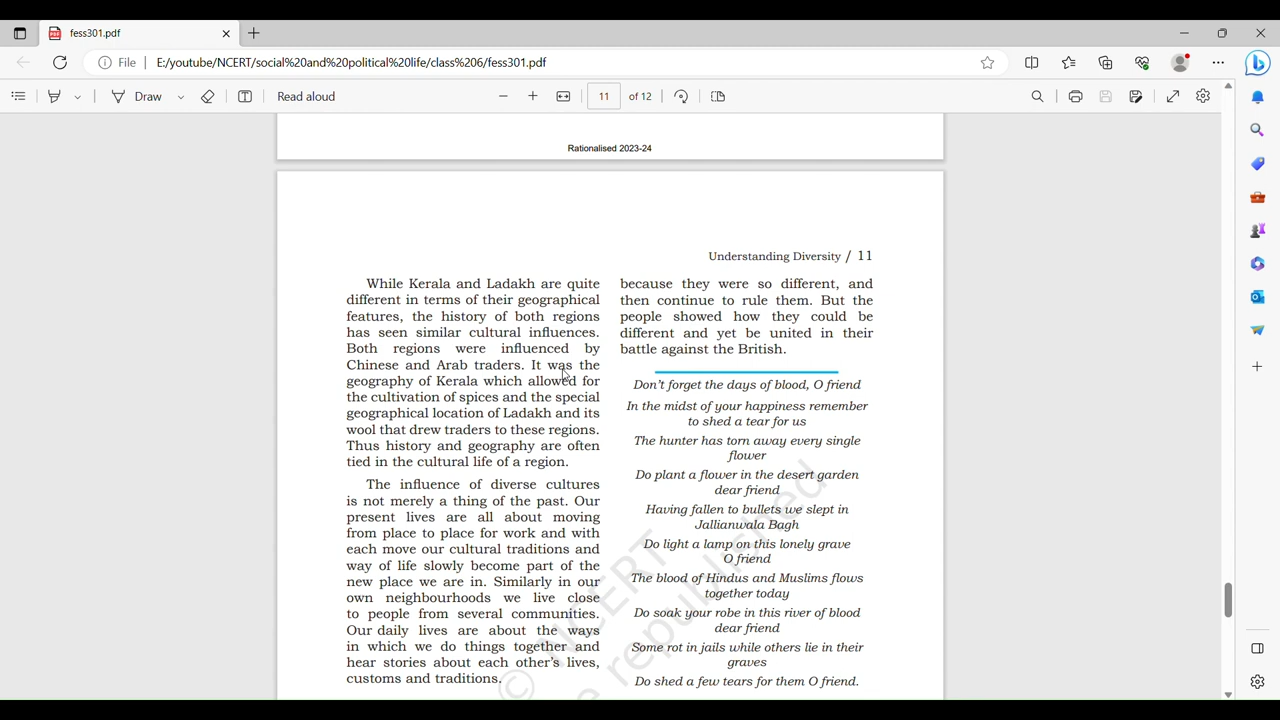 fess301.pdf
File
E:/youtube/NCERT/social%20and%20political%20life/class%206/fess301.pdf
Draw
Read aloud
11 of 12
Rationalised 2023-24
Understanding Diversity / 11
While Kerala and Ladakh are quite
different in terms of their geographical
features, the history of both regions
has seen similar cultural influences.
Both regions were influenced by
Chinese and Arab traders. It was the
geography of Kerala which allowed for
the cultivation of spices and the special
geographical location of Ladakh and its
wool that drew traders to these regions.
Thus history and geography are often
tied in the cultural life of a region.
The influence of diverse cultures
is not merely a thing of the past. Our
present lives are all about moving
from place to place for work and with
each move our cultural traditions and
way of life slowly become part of the
new place we are in. Similarly in our
own neighbourhoods we live close
to people from several communities.
Our daily lives are about the ways
in which we do things together and
hear stories about each other's lives,
customs and traditions.
because they were so different, and
then continue to rule them. But the
people showed how they could be
different and yet be united in their
battle against the British.
Don't forget the days of blood, O friend
In the midst of your happiness remember
to shed a tear for us
The hunter has torn away every single
flower
Do plant a flower in the desert garden
dear friend
Having fallen to bullets we slept in
Jallianwala Bagh
Do light a lamp on this lonely grave
O friend
The blood of Hindus and Muslims flows
together today
Do soak your robe in this river of blood
dear friend
Some rot in jails while others lie in their
graves
Do shed a few tears for them O friend.
© NCERT
be republished